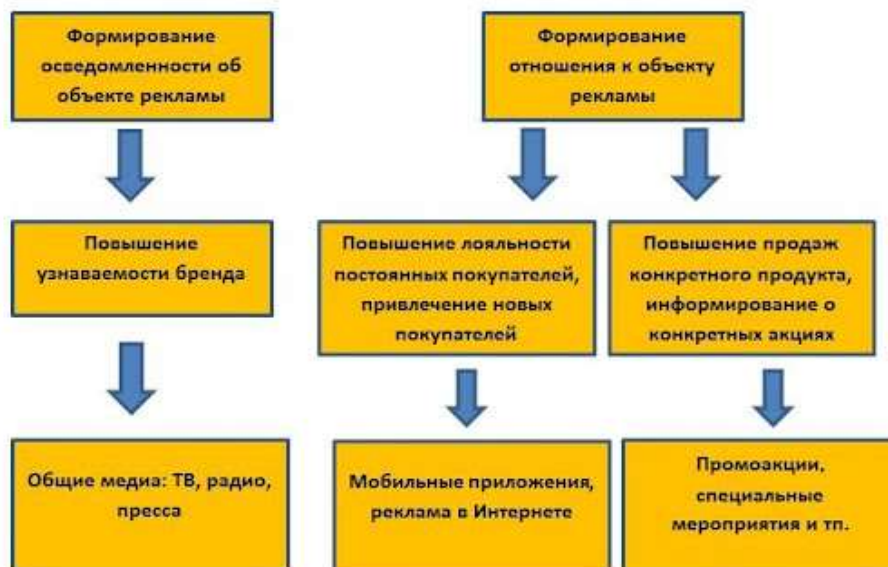 Формирование
осведомленности об
объекте рекламы
Формирование
отношения к объекту
рекламы
Повышение
узнаваемости бренда
Повышение лояльности
постоянных покупателей,
привлечение новых
покупателей
Повышение продаж
конкретного продукта,
информирование о
конкретных акциях
Общие медиа: ТВ, радио,
пресса
Мобильные приложения,
реклама в Интернете
Промоакции,
специальные
мероприятия и тп.